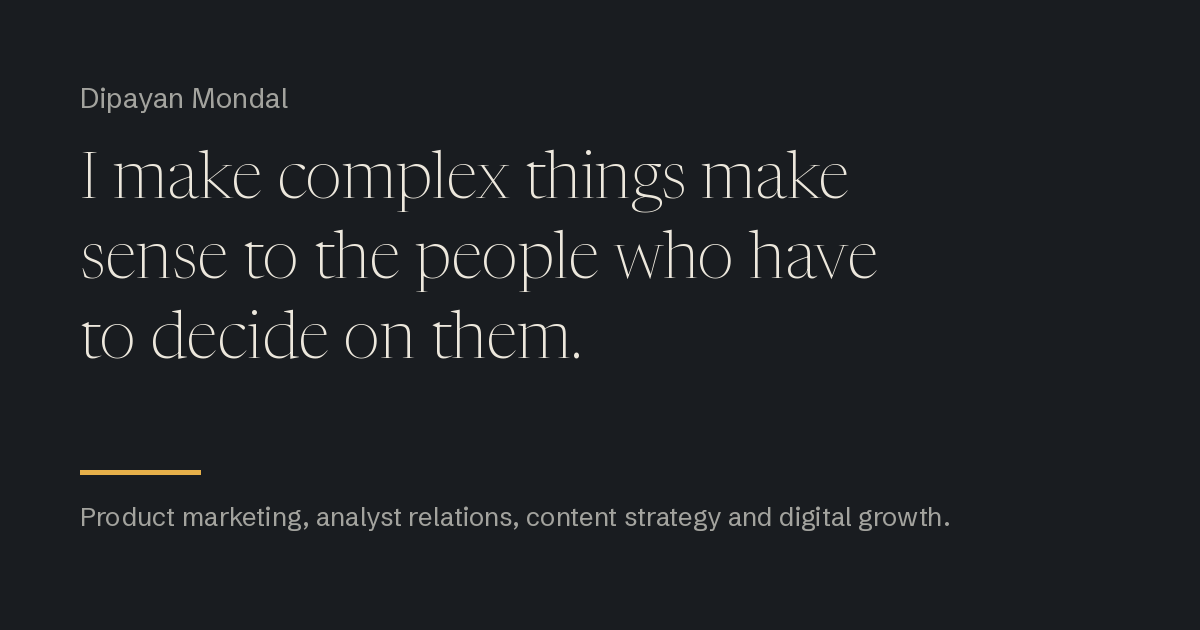 Dipayan Mondal
I make complex things make
sense to the people who have
to decide on them.
Product marketing, analyst relations, content strategy and digital growth.